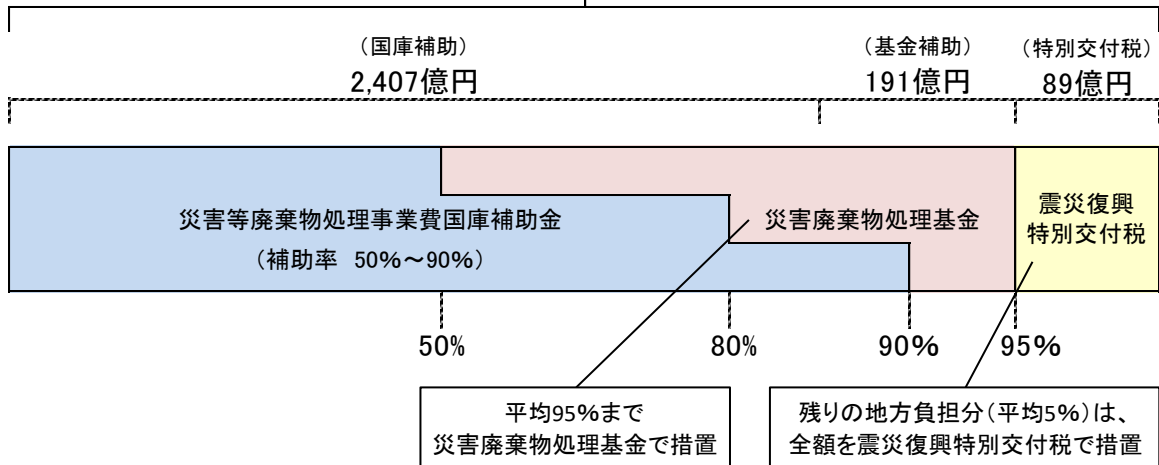 （国庫補助）
2,407億円
（基金補助）
191億円
（特別交付税）
89億円
災害等廃棄物処理事業費国庫補助金
（補助率　50%～90%）
災害廃棄物処理基金
震災復興
特別交付税
50%
80%
90%
95%
平均95%まで
災害廃棄物処理基金で措置
残りの地方負担分（平均5%）は、
全額を震災復興特別交付税で措置